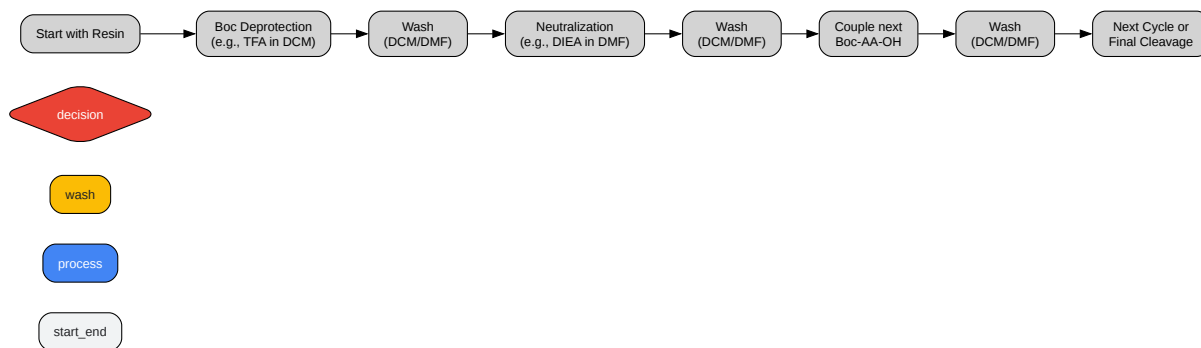 Start with Resin
Boc Deprotection
(e.g., TFA in DCM)
Wash
(DCM/DMF)
Neutralization
(e.g., DIEA in DMF)
Wash
(DCM/DMF)
Couple next
Boc-AA-OH
Wash
(DCM/DMF)
Next Cycle or
Final Cleavage
decision
wash
process
start_end